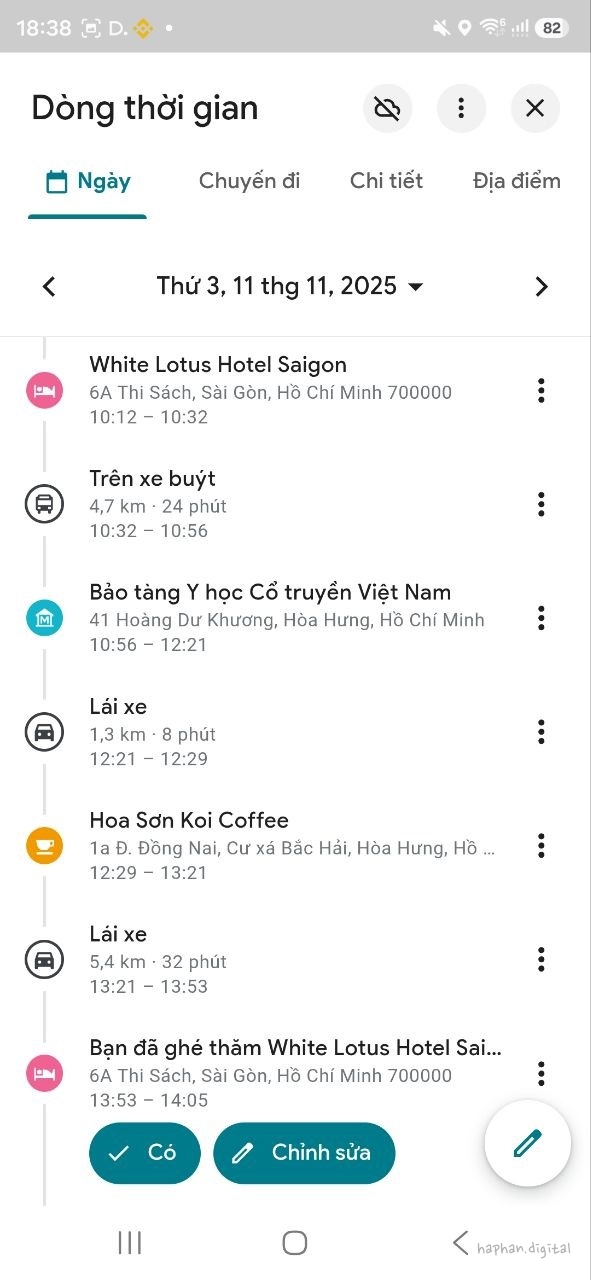 18:38 D. 6 82
Dòng thời gian
Ngày Chuyến đi Chi tiết Địa điểm
Thứ 3, 11 thg 11, 2025
White Lotus Hotel Saigon
6A Thi Sách, Sài Gòn, Hồ Chí Minh 700000
10:12 – 10:32
Trên xe buýt
4,7 km · 24 phút
10:32 – 10:56
Bảo tàng Y học Cổ truyền Việt Nam
41 Hoàng Dư Khương, Hòa Hưng, Hồ Chí Minh
10:56 – 12:21
Lái xe
1,3 km · 8 phút
12:21 – 12:29
Hoa Sơn Koi Coffee
1a Đ. Đồng Nai, Cư xá Bắc Hải, Hòa Hưng, Hồ ...
12:29 – 13:21
Lái xe
5,4 km · 32 phút
13:21 – 13:53
Bạn đã ghé thăm White Lotus Hotel Sai...
6A Thi Sách, Sài Gòn, Hồ Chí Minh 700000
13:53 – 14:05
Có Chỉnh sửa
haphan.digital